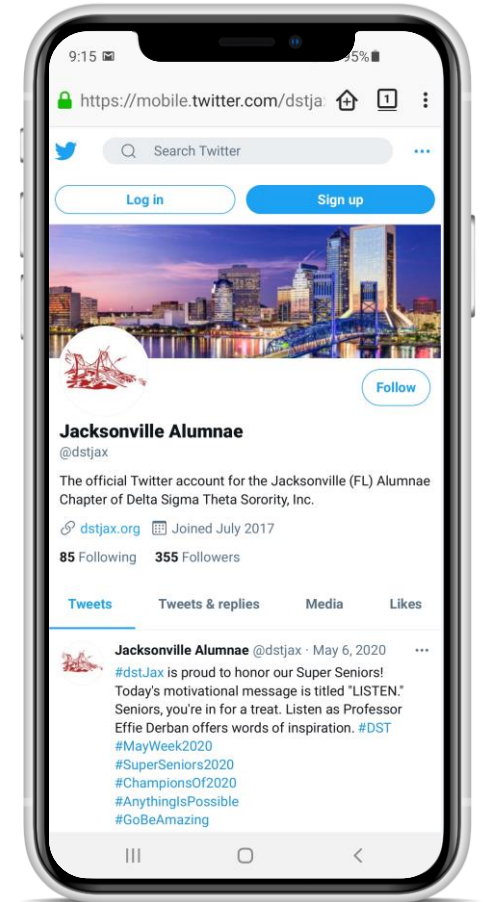 9:15 95%
https://mobile.twitter.com/dstja 1
Search Twitter
Log in Sign up
Follow
Jacksonville Alumnae
@dstjax
The official Twitter account for the Jacksonville (FL) Alumnae
Chapter of Delta Sigma Theta Sorority, Inc.
dstjax.org Joined July 2017
85 Following 355 Followers
Tweets Tweets & replies Media Likes
Jacksonville Alumnae @dstjax · May 6, 2020
#dstJax is proud to honor our Super Seniors!
Today's motivational message is titled "LISTEN."
Seniors, you're in for a treat. Listen as Professor
Effie Derban offers words of inspiration. #DST
#MayWeek2020
#SuperSeniors2020
#ChampionsOf2020
#AnythingIsPossible
#GoBeAmazing